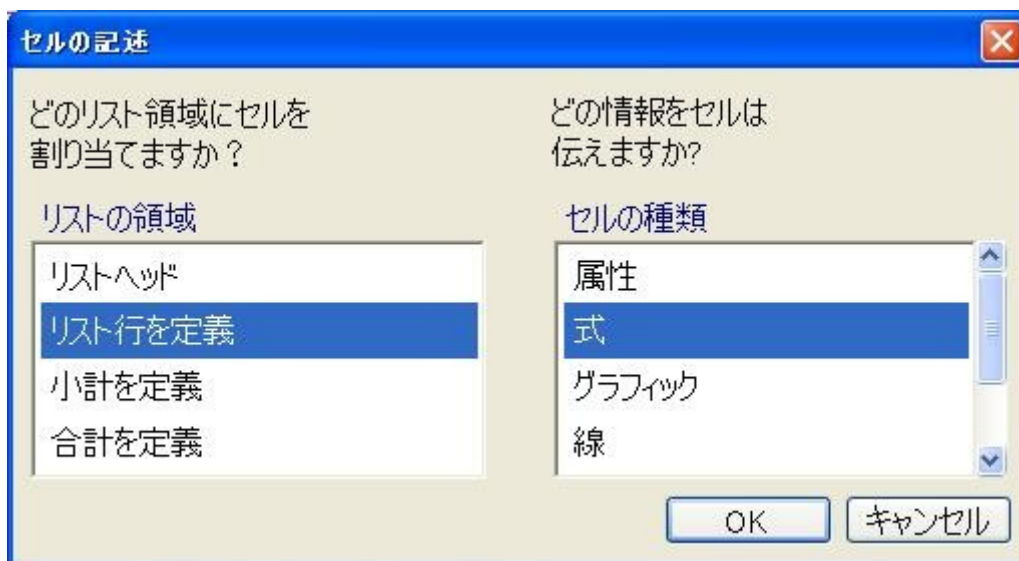 セルの記述
どのリスト領域にセルを
割り当てますか？
リストの領域
リストヘッド
リスト行を定義
小計を定義
合計を定義
どの情報をセルは
伝えますか?
セルの種類
属性
式
グラフィック
線
OK
キャンセル